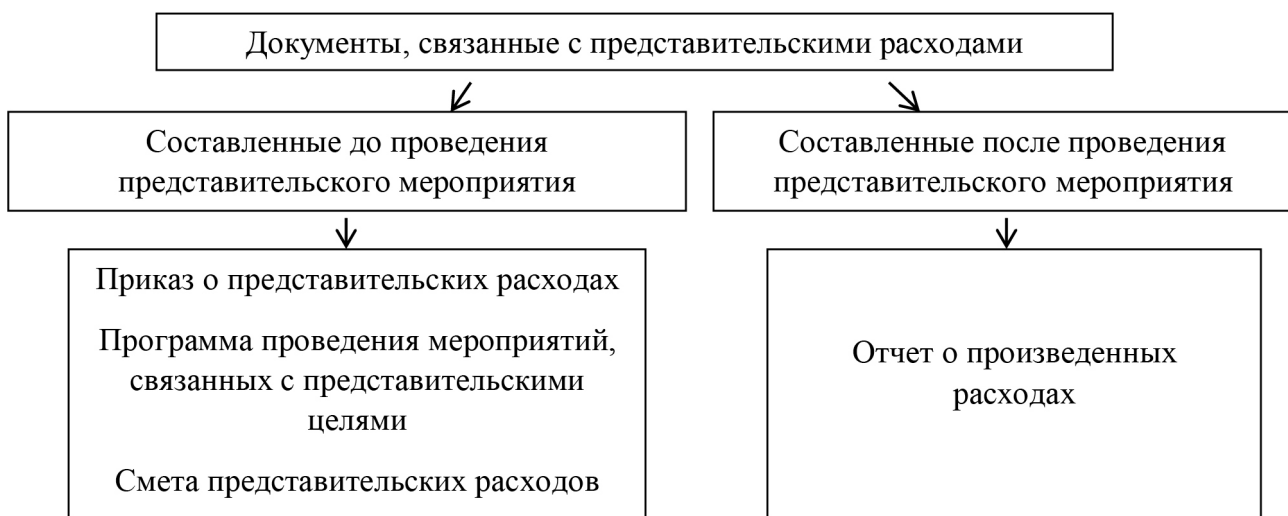 Документы, связанные с представительскими расходами
Составленные до проведения
представительского мероприятия
Составленные после проведения
представительского мероприятия
Приказ о представительских расходах
Программа проведения мероприятий,
связанных с представительскими
целями
Смета представительских расходов
Отчет о произведенных
расходах